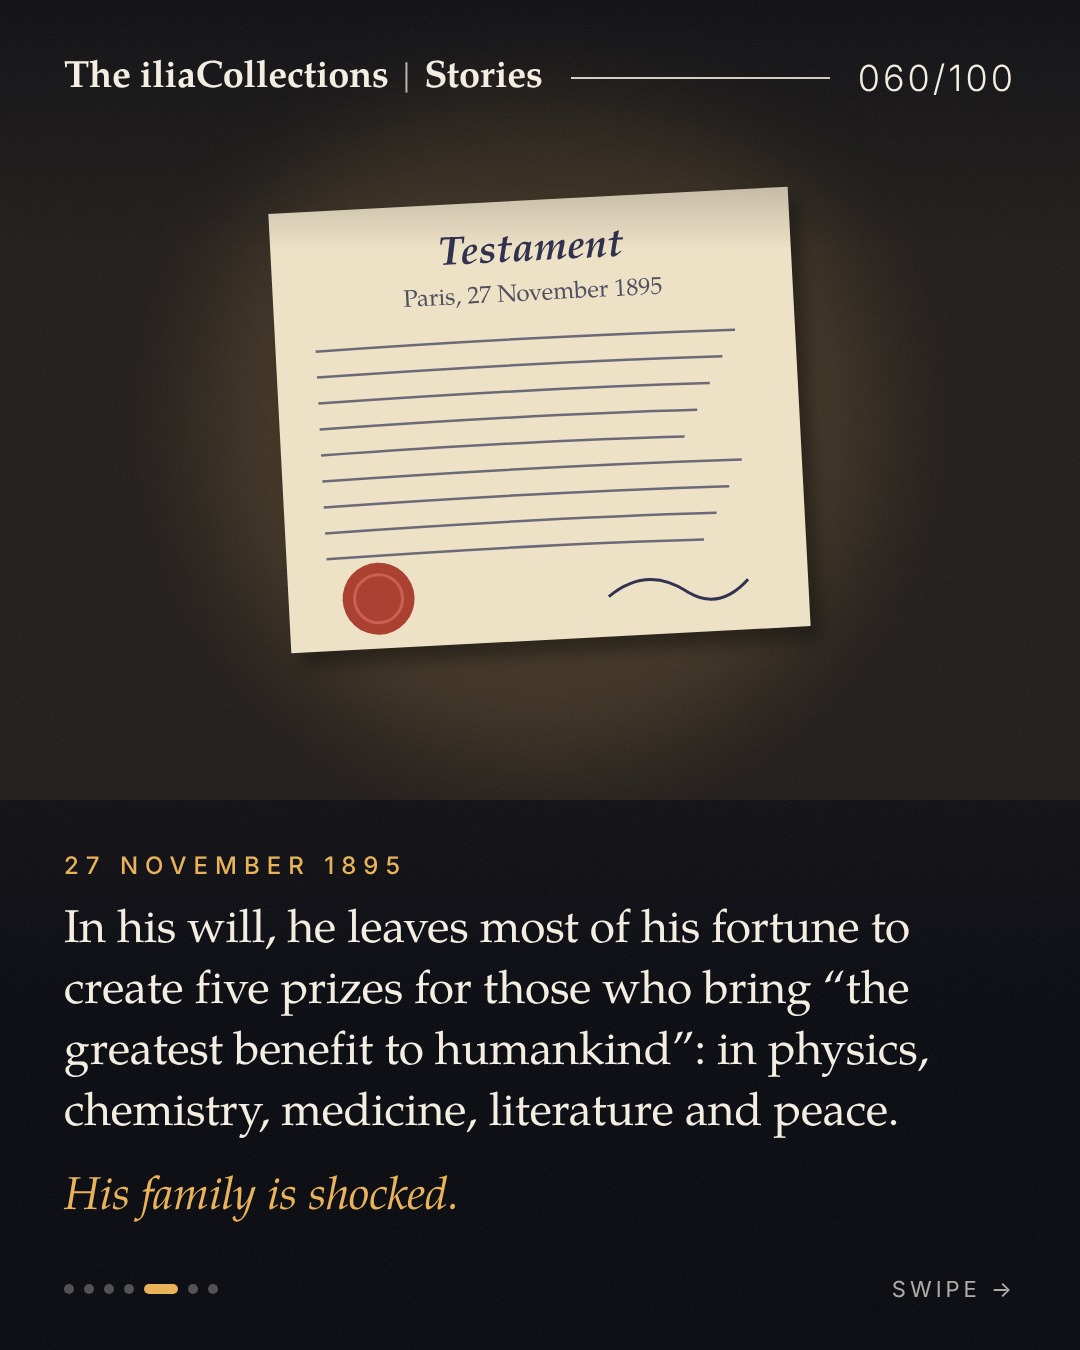 The iliaCollections | Stories 060/100
Testament
Paris, 27 November 1895
27 NOVEMBER 1895
In his will, he leaves most of his fortune to
create five prizes for those who bring “the
greatest benefit to humankind”: in physics,
chemistry, medicine, literature and peace.
His family is shocked.
SWIPE →